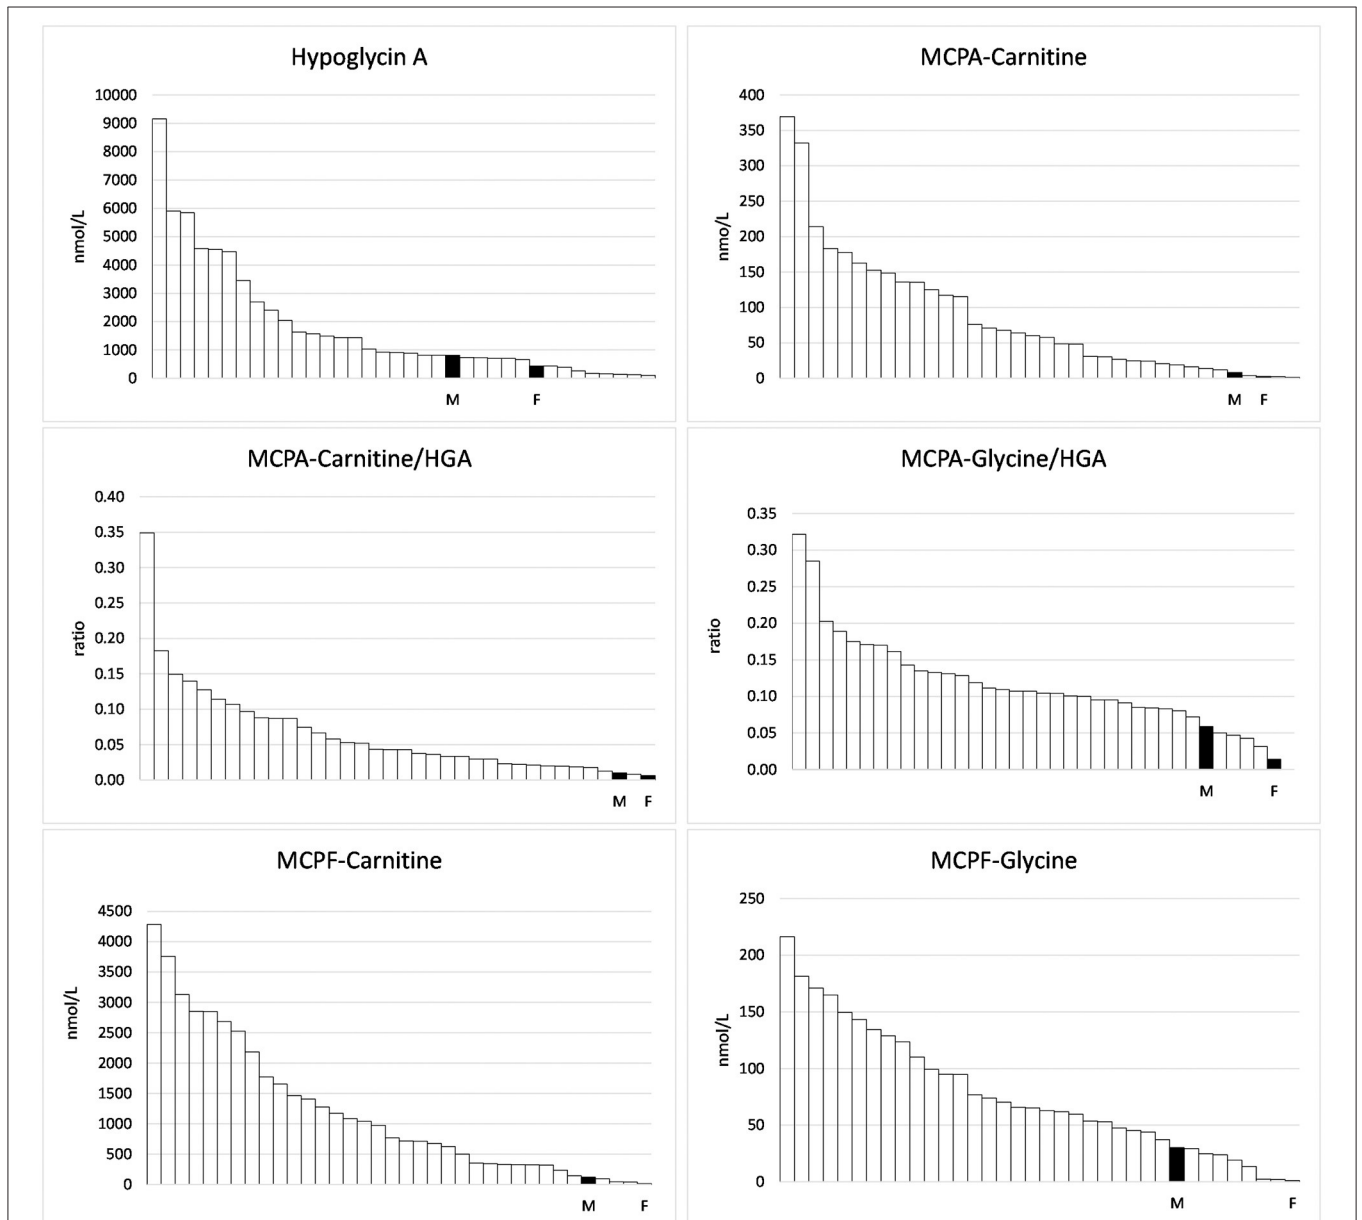 Hypoglycin A
nmol/L
10000
9000
8000
7000
6000
5000
4000
3000
2000
1000
0
M F
MCPA-Carnitine
nmo/L
400
350
300
250
200
150
100
50
0
M F
MCPA-Carnitine/HGA
ratio
0.40
0.35
0.30
0.25
0.20
0.15
0.10
0.05
0.00
M F
MCPA-Glycine/HGA
ratio
0.35
0.30
0.25
0.20
0.15
0.10
0.05
0.00
M F
MCPF-Carnitine
nmol/L
4500
4000
3500
3000
2500
2000
1500
1000
500
0
M F
MCPF-Glycine
nmol/L
250
200
150
100
50
0
M F